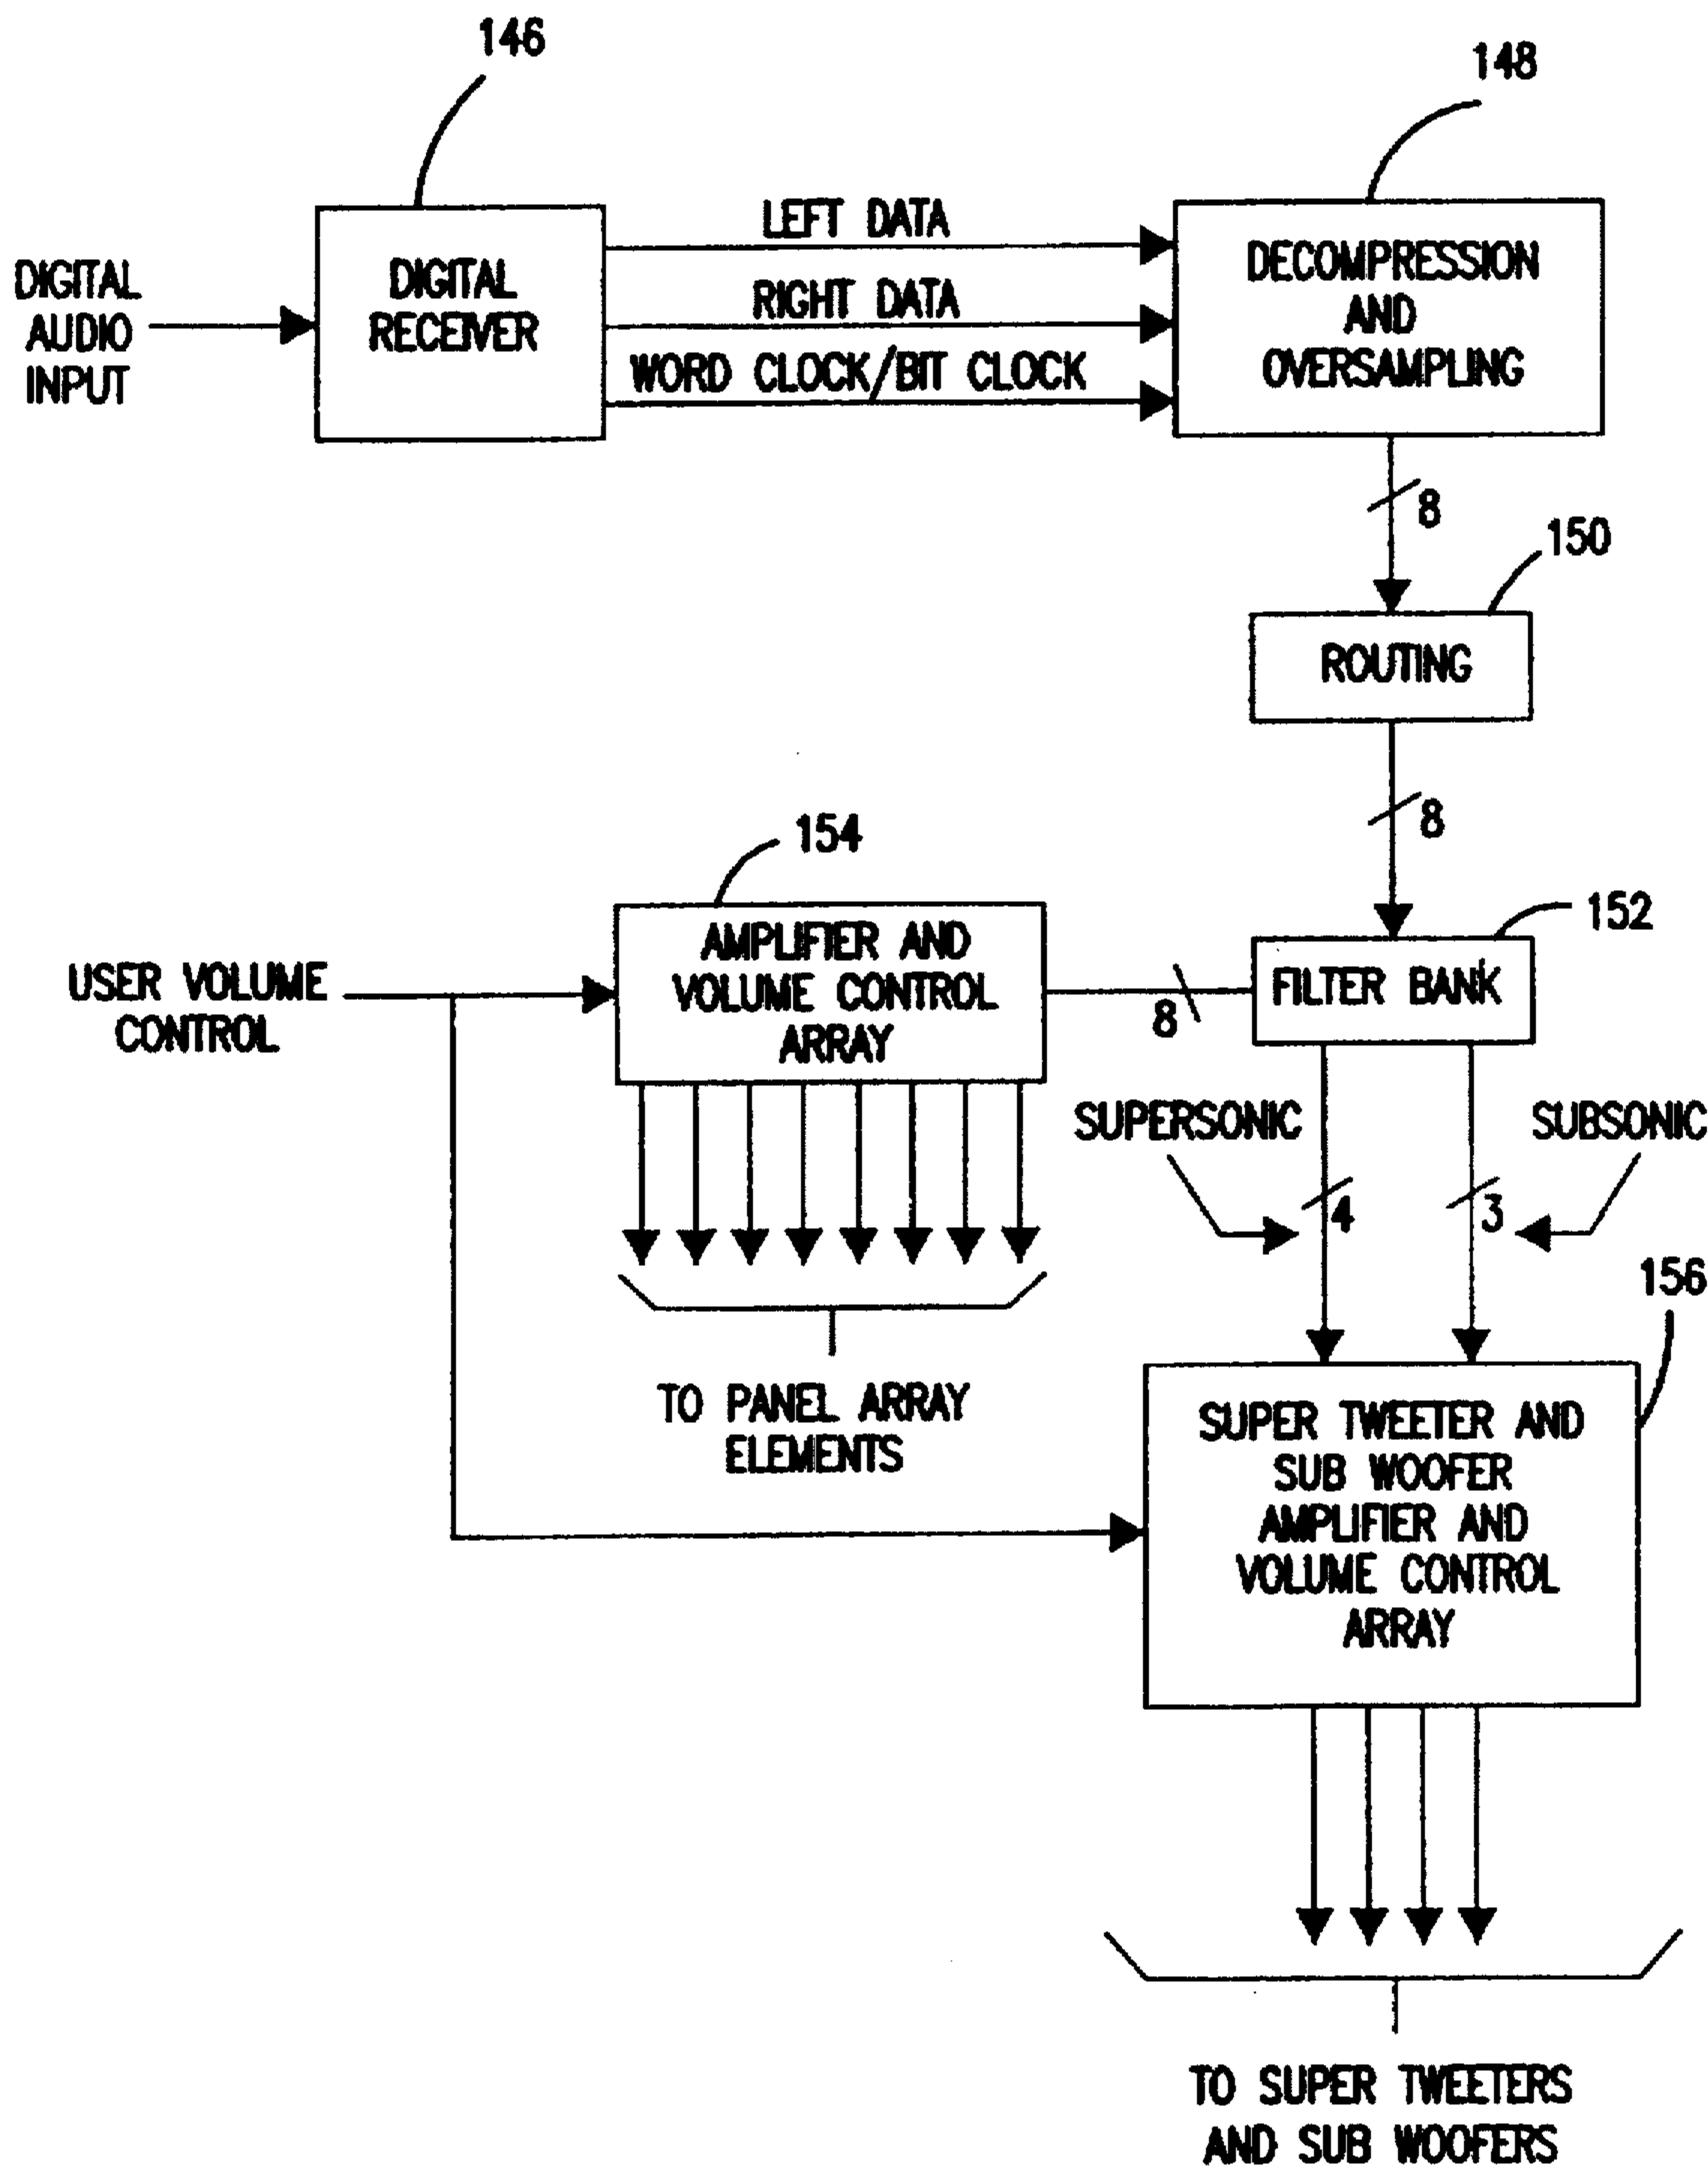 146
148
DIGITAL
AUDIO
INPUT
DIGITAL
RECEIVER
LEFT DATA
RIGHT DATA
WORD CLOCK/BIT CLOCK
DECOMPRESSION
AND
OVERSAMPLING
8
150
ROUTING
8
154
152
USER VOLUME
CONTROL
AMPLIFIER AND
VOLUME CONTROL
ARRAY
8
FILTER BANK
SUPERSONIC
SUBSONIC
4
3
156
TO PANEL ARRAY
ELEMENTS
SUPER TWEETER AND
SUB WOOFER
AMPLIFIER AND
VOLUME CONTROL
ARRAY
TO SUPER TWEETERS
AND SUB WOOFERS